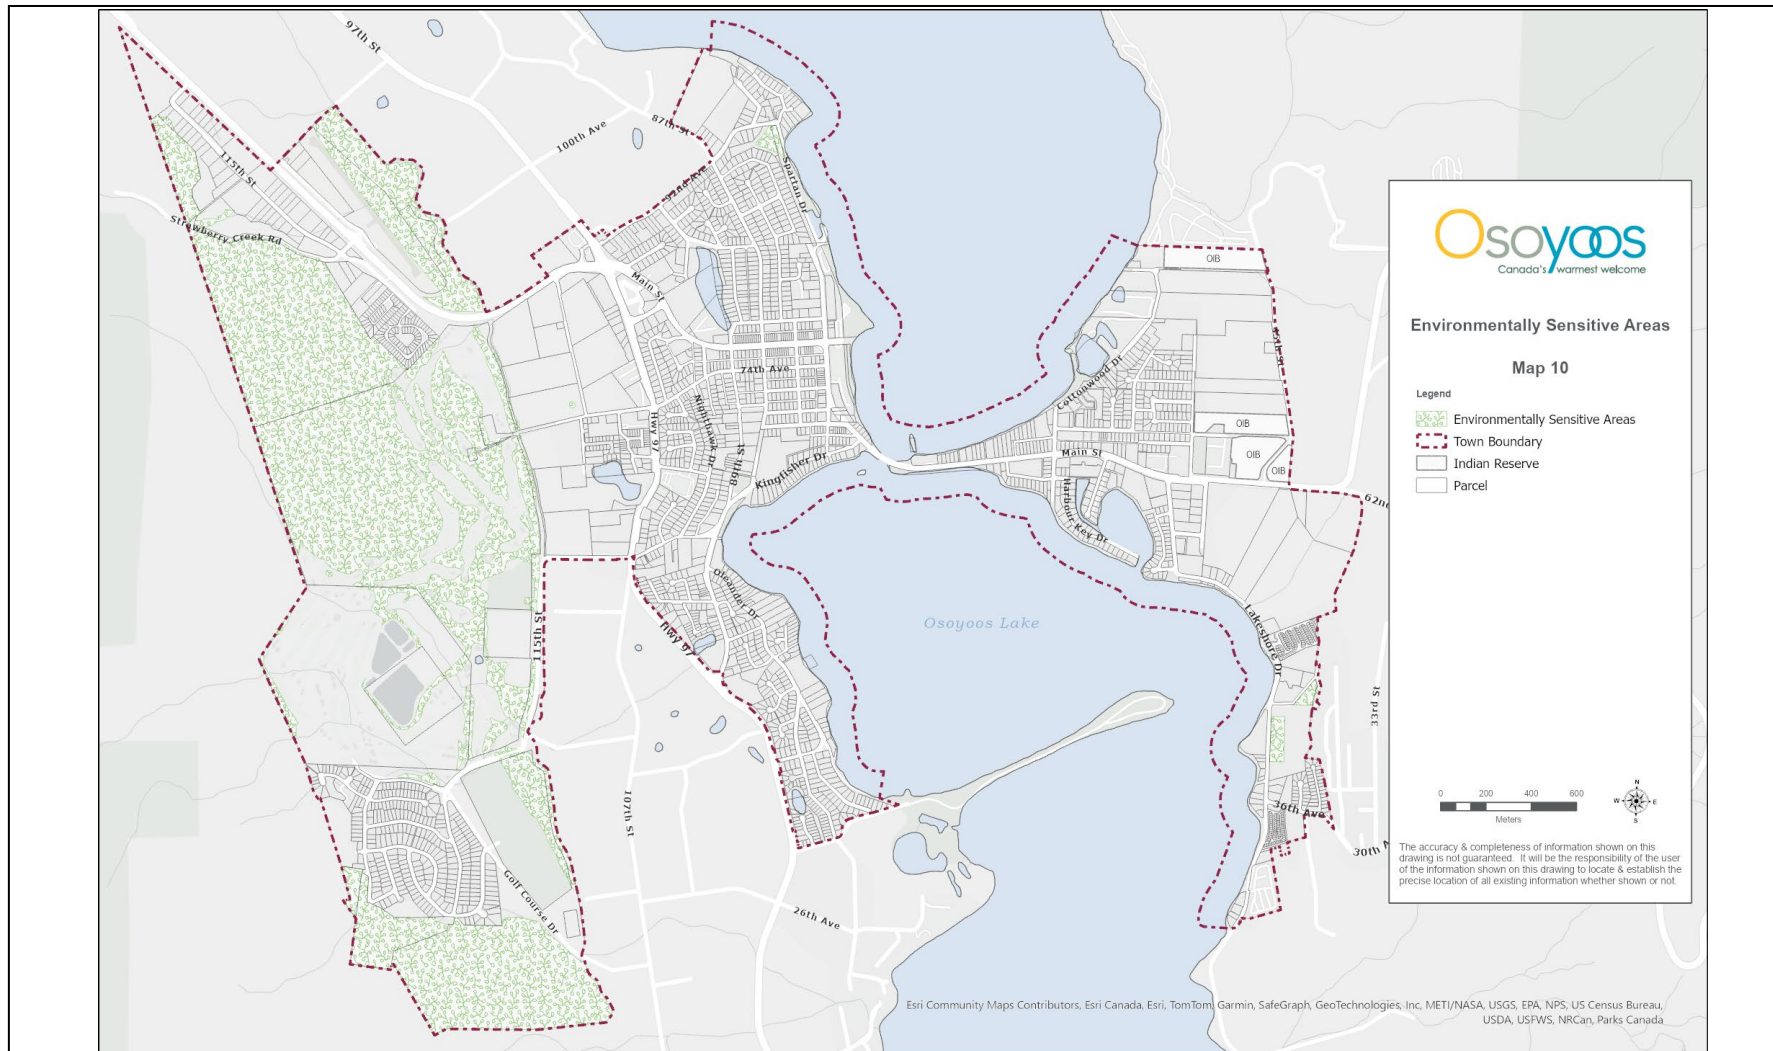 97th St
100th Ave
87th St
92nd Ave
Spartan Dr
115th St
Strawberry Creek Rd
Main St
74th Ave
Nighthawk Dr
Hwy 97
89th St
Kingfisher Dr
Cottonwood Dr
OIB
45th St
OIB
OIB
OIB
Main St
62nd
Harbour Key Dr
Oleander Dr
Hwy 97
115th St
Osoyoos Lake
Lakeshore Dr
33rd St
36th Ave
30th A
107th St
26th Ave
Golf Course Dr
Osoyoos
Canada's warmest welcome
Environmentally Sensitive Areas
Map 10
Legend
Environmentally Sensitive Areas
Town Boundary
Indian Reserve
Parcel
0 200 400 600
Meters
N
W E
S
The accuracy & completeness of information shown on this
drawing is not guaranteed. It will be the responsibility of the user
of the information shown on this drawing to locate & establish the
precise location of all existing information whether shown or not.
Esri Community Maps Contributors, Esri Canada, Esri, TomTom, Garmin, SafeGraph, GeoTechnologies, Inc, METI/NASA, USGS, EPA, NPS, US Census Bureau,
USDA, USFWS, NRCan, Parks Canada